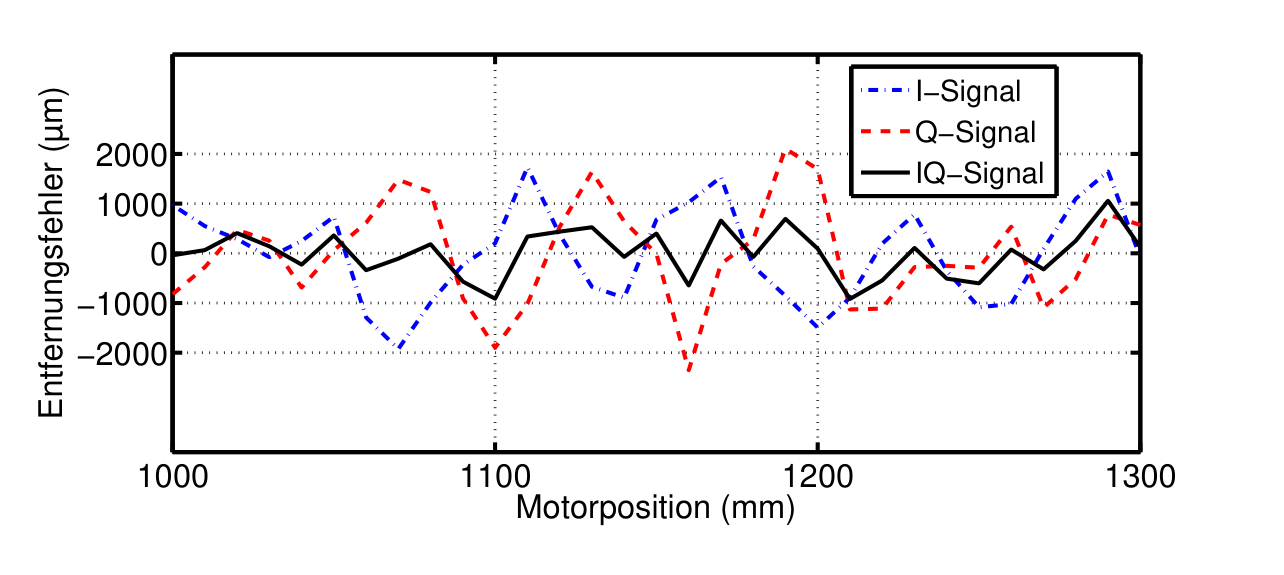 I−Signal
Q−Signal
IQ−Signal
Entfernungsfehler (µm)
2000
1000
0
−1000
−2000
1000 1100 1200 1300
Motorposition (mm)